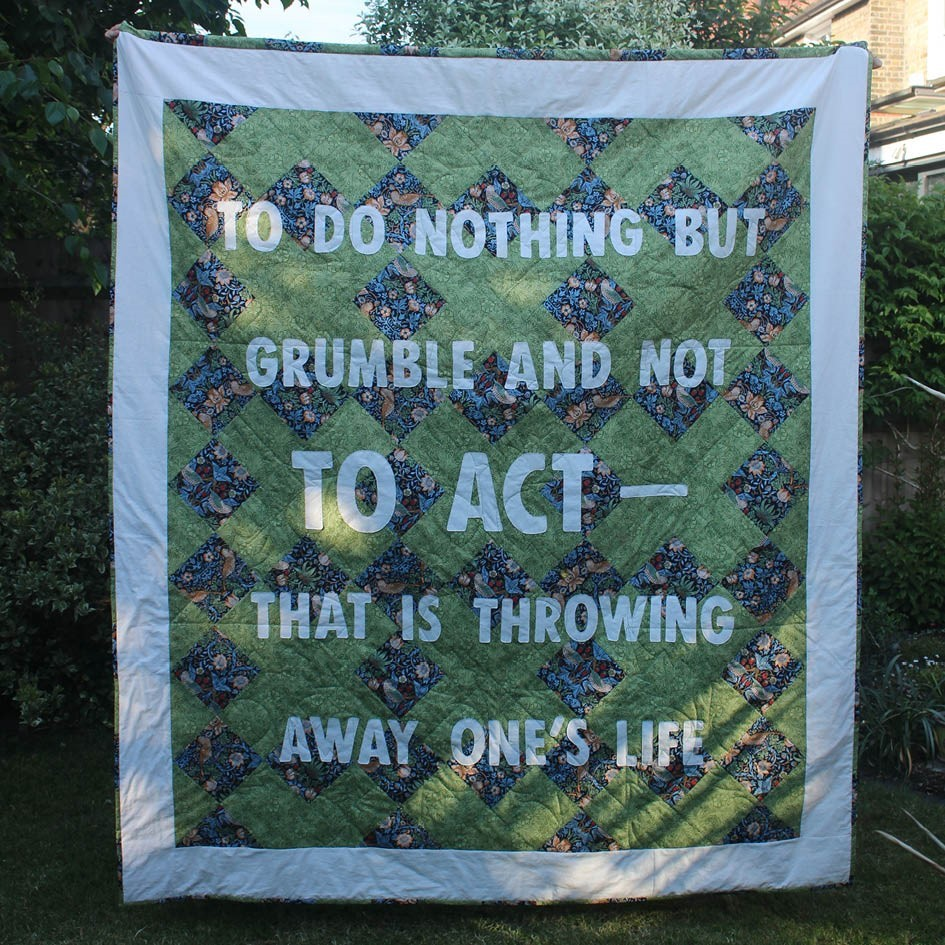 TO DO NOTHING BUT
GRUMBLE AND NOT
TO ACT—
THAT IS THROWING
AWAY ONE'S LIFE